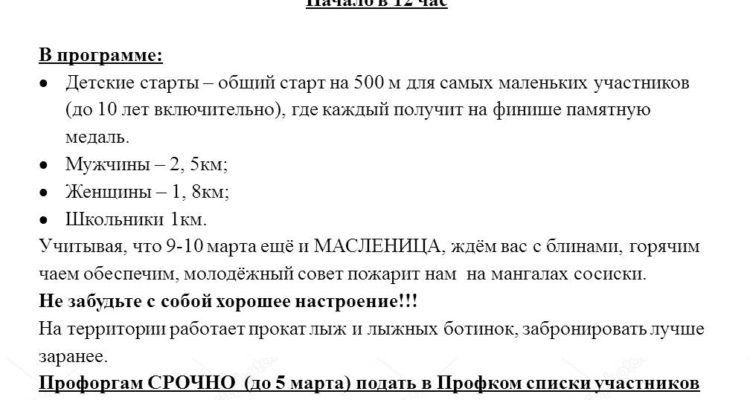 Начало в 12 час
В программе:
• Детские старты – общий старт на 500 м для самых маленьких участников
(до 10 лет включительно), где каждый получит на финише памятную
медаль.
• Мужчины – 2, 5км;
• Женщины – 1, 8км;
• Школьники 1км.
Учитывая, что 9-10 марта ещё и МАСЛЕНИЦА, ждём вас с блинами, горячим
чаем обеспечим, молодёжный совет пожарит нам на мангалах сосиски.
Не забудьте с собой хорошее настроение!!!
На территории работает прокат лыж и лыжных ботинок, забронировать лучше
заранее.
Профоргам СРОЧНО (до 5 марта) подать в Профком списки участников